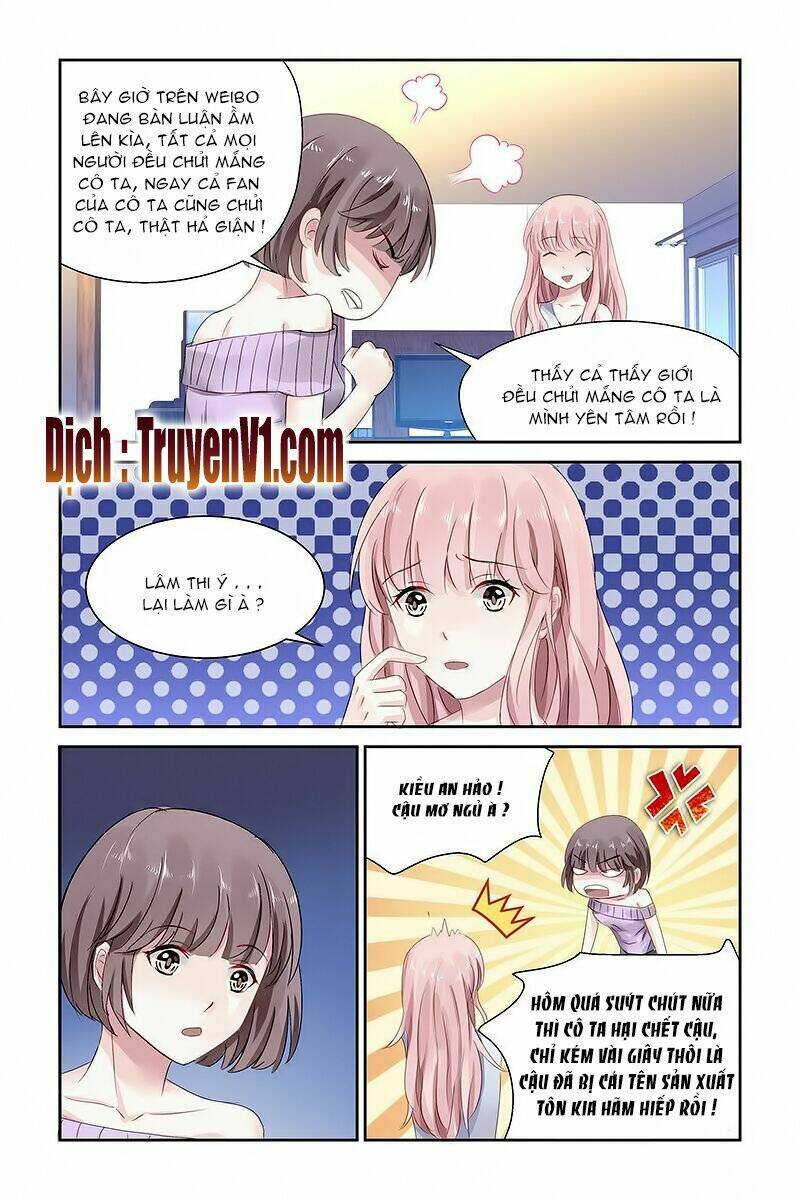 BÂY GIỜ TRÊN WEIBO
ĐANG BÀN LUẬN ẦM
LÊN KÌA, TẤT CẢ MỌI
NGƯỜI ĐỀU CHỬI MẮNG
CÔ TA, NGAY CẢ FAN
CỦA CÔ TA CŨNG CHỬI
CÔ TA, THẬT HẢ GIẬN !
THẤY CẢ THẤY GIỚI
ĐỀU CHỬI MẮNG CÔ TA LÀ
MÌNH YÊN TÂM RỒI !
Dịch : TruyenV1.com
LÂM THI Ý . . .
LẠI LÀM GÌ À ?
KIỀU AN HẢO !
CẬU MƠ NGỦ À ?
HÔM QUÁ SUÝT CHÚT NỮA
THÌ CÔ TA HẠI CHẾT CẬU,
CHỈ KÉM VÀI GIÂY THÔI LÀ
CẬU ĐÃ BỊ CÁI TÊN SẢN XUẤT
TÔN KIA HÃM HIẾP RỒI !